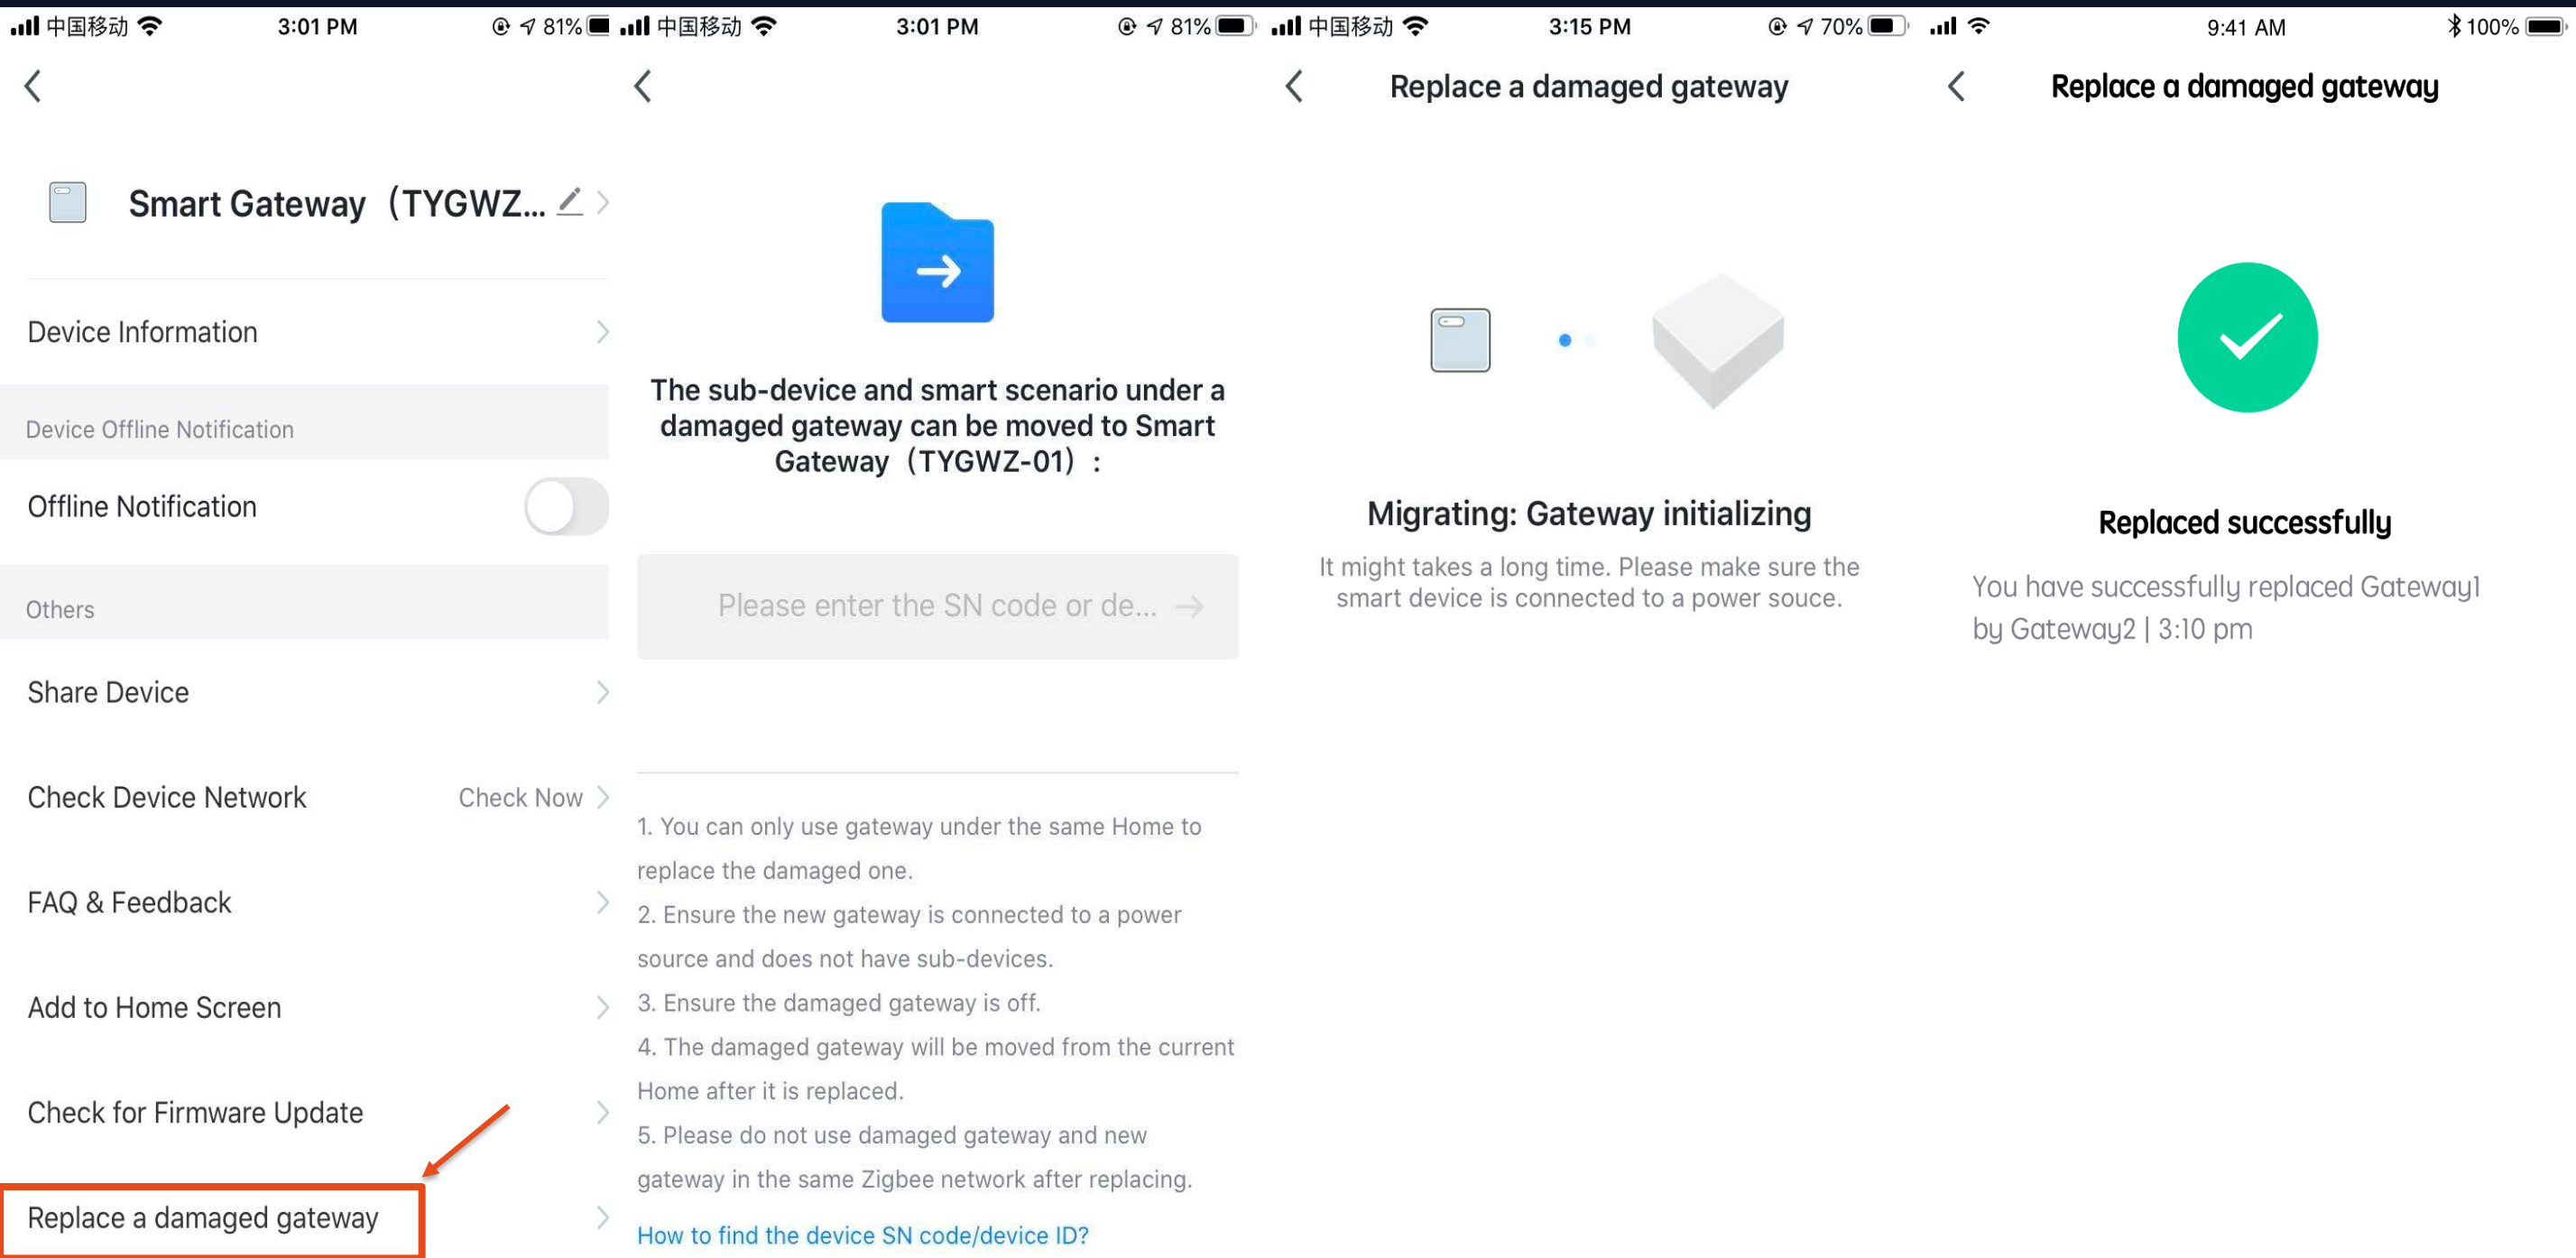 中国移动 3:01 PM 81%
Smart Gateway（TYGWZ...
Device Information
Device Offline Notification
Offline Notification
Others
Share Device
Check Device Network Check Now
FAQ & Feedback
Add to Home Screen
Check for Firmware Update
Replace a damaged gateway
中国移动 3:01 PM 81%
The sub-device and smart scenario under a
damaged gateway can be moved to Smart
Gateway（TYGWZ-01）:
Please enter the SN code or de...
1. You can only use gateway under the same Home to
replace the damaged one.
2. Ensure the new gateway is connected to a power
source and does not have sub-devices.
3. Ensure the damaged gateway is off.
4. The damaged gateway will be moved from the current
Home after it is replaced.
5. Please do not use damaged gateway and new
gateway in the same Zigbee network after replacing.
How to find the device SN code/device ID?
中国移动 3:15 PM 70%
Replace a damaged gateway
Migrating: Gateway initializing
It might takes a long time. Please make sure the
smart device is connected to a power souce.
9:41 AM 100%
Replace a damaged gateway
Replaced successfully
You have successfully replaced Gateway1
by Gateway2 | 3:10 pm